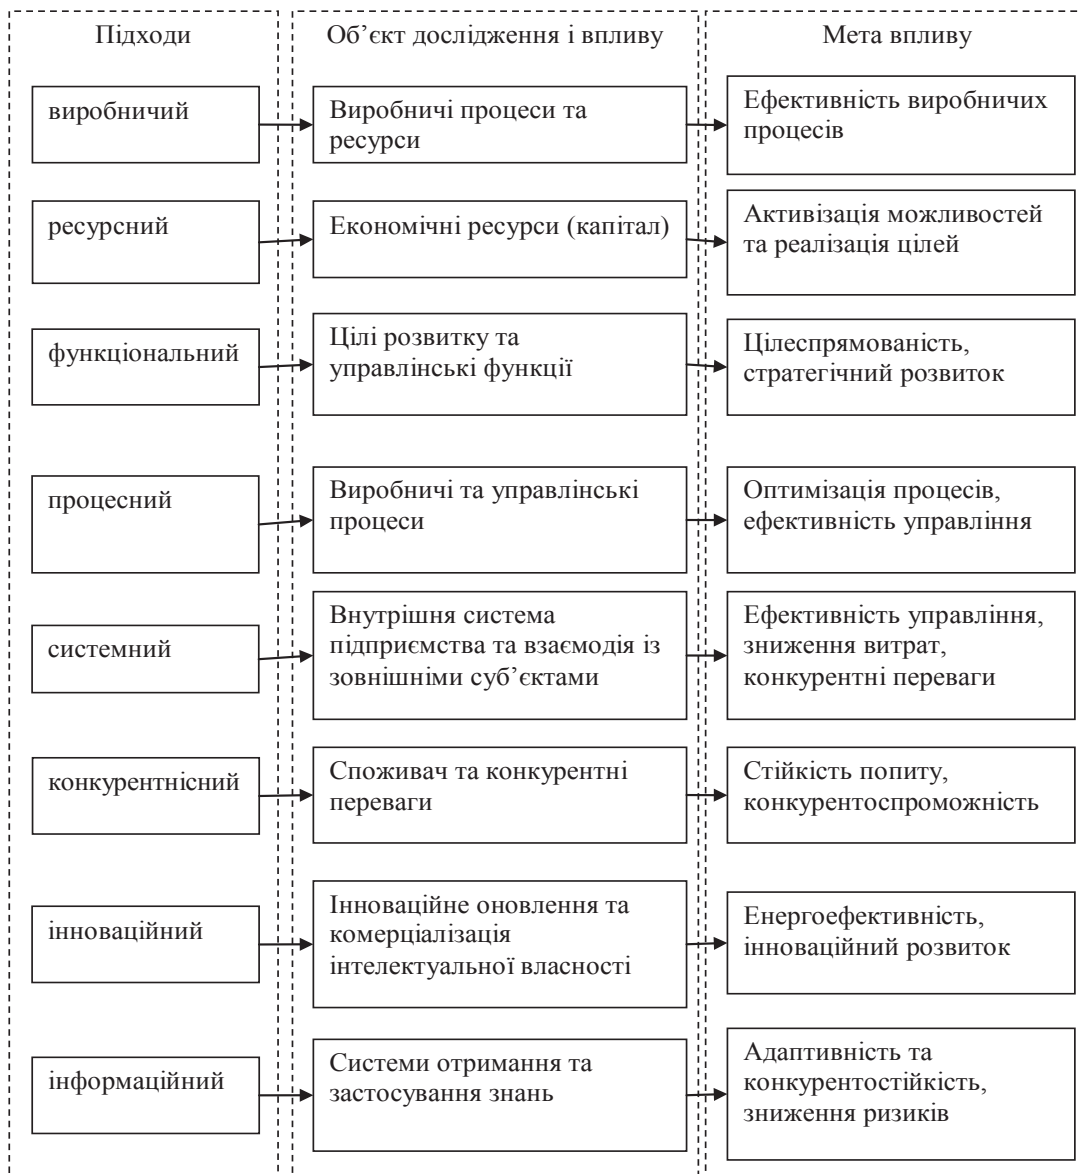 Підходи
Об’єкт дослідження і впливу
Мета впливу
виробничий
Виробничі процеси та
ресурси
Ефективність виробничих
процесів
ресурсний
Економічні ресурси (капітал)
Активізація можливостей
та реалізація цілей
функціональний
Цілі розвитку та
управлінські функції
Цілеспрямованість,
стратегічний розвиток
процесний
Виробничі та управлінські
процеси
Оптимізація процесів,
ефективність управління
системний
Внутрішня система
підприємства та взаємодія із
зовнішніми суб’єктами
Ефективність управління,
зниження витрат,
конкурентні переваги
конкурентнісний
Споживач та конкурентні
переваги
Стійкість попиту,
конкурентоспроможність
інноваційний
Інноваційне оновлення та
комерціалізація
інтелектуальної власності
Енергоефективність,
інноваційний розвиток
інформаційний
Системи отримання та
застосування знань
Адаптивність та
конкурентостійкість,
зниження ризиків